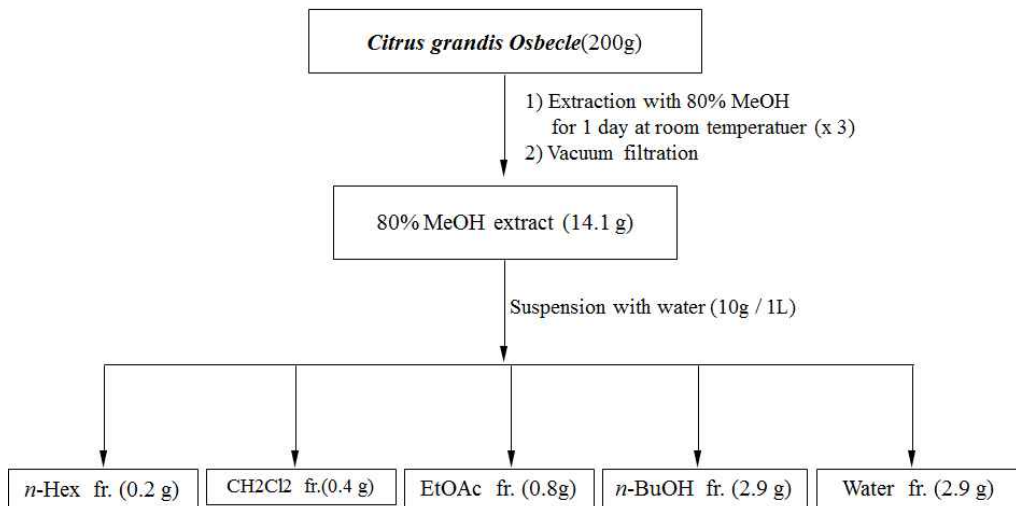 Citrus grandis Osbecle(200g)
1) Extraction with 80% MeOH
for 1 day at room temperatuer (x 3)
2) Vacuum filtration
80% MeOH extract (14.1 g)
Suspension with water (10g / 1L)
n-Hex fr. (0.2 g)
CH2Cl2 fr.(0.4 g)
EtOAc fr. (0.8g)
n-BuOH fr. (2.9 g)
Water fr. (2.9 g)